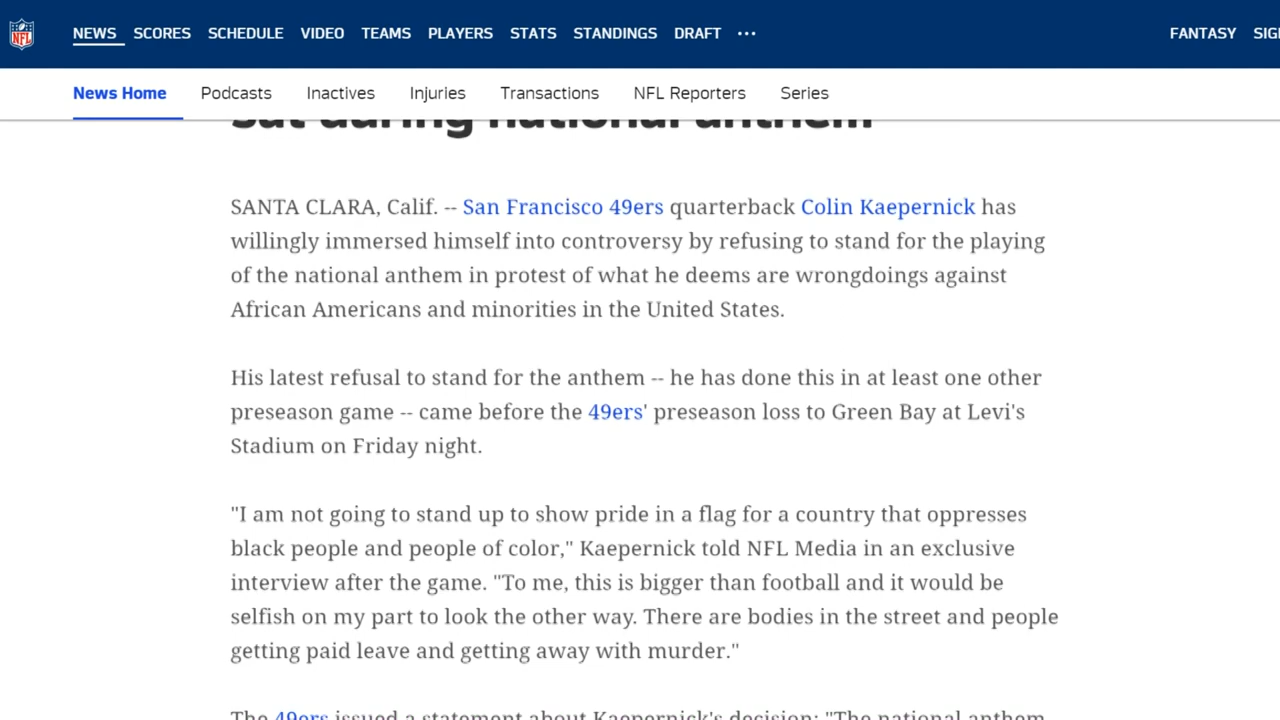 NFL
NEWS SCORES SCHEDULE VIDEO TEAMS PLAYERS STATS STANDINGS DRAFT ••• FANTASY
News Home Podcasts Inactives Injuries Transactions NFL Reporters Series
sat during national anthem
SANTA CLARA, Calif. -- San Francisco 49ers quarterback Colin Kaepernick has
willingly immersed himself into controversy by refusing to stand for the playing
of the national anthem in protest of what he deems are wrongdoings against
African Americans and minorities in the United States.
His latest refusal to stand for the anthem -- he has done this in at least one other
preseason game -- came before the 49ers' preseason loss to Green Bay at Levi's
Stadium on Friday night.
"I am not going to stand up to show pride in a flag for a country that oppresses
black people and people of color," Kaepernick told NFL Media in an exclusive
interview after the game. "To me, this is bigger than football and it would be
selfish on my part to look the other way. There are bodies in the street and people
getting paid leave and getting away with murder."
The 49ers issued a statement about Kaepernick's decision: "The national anthem